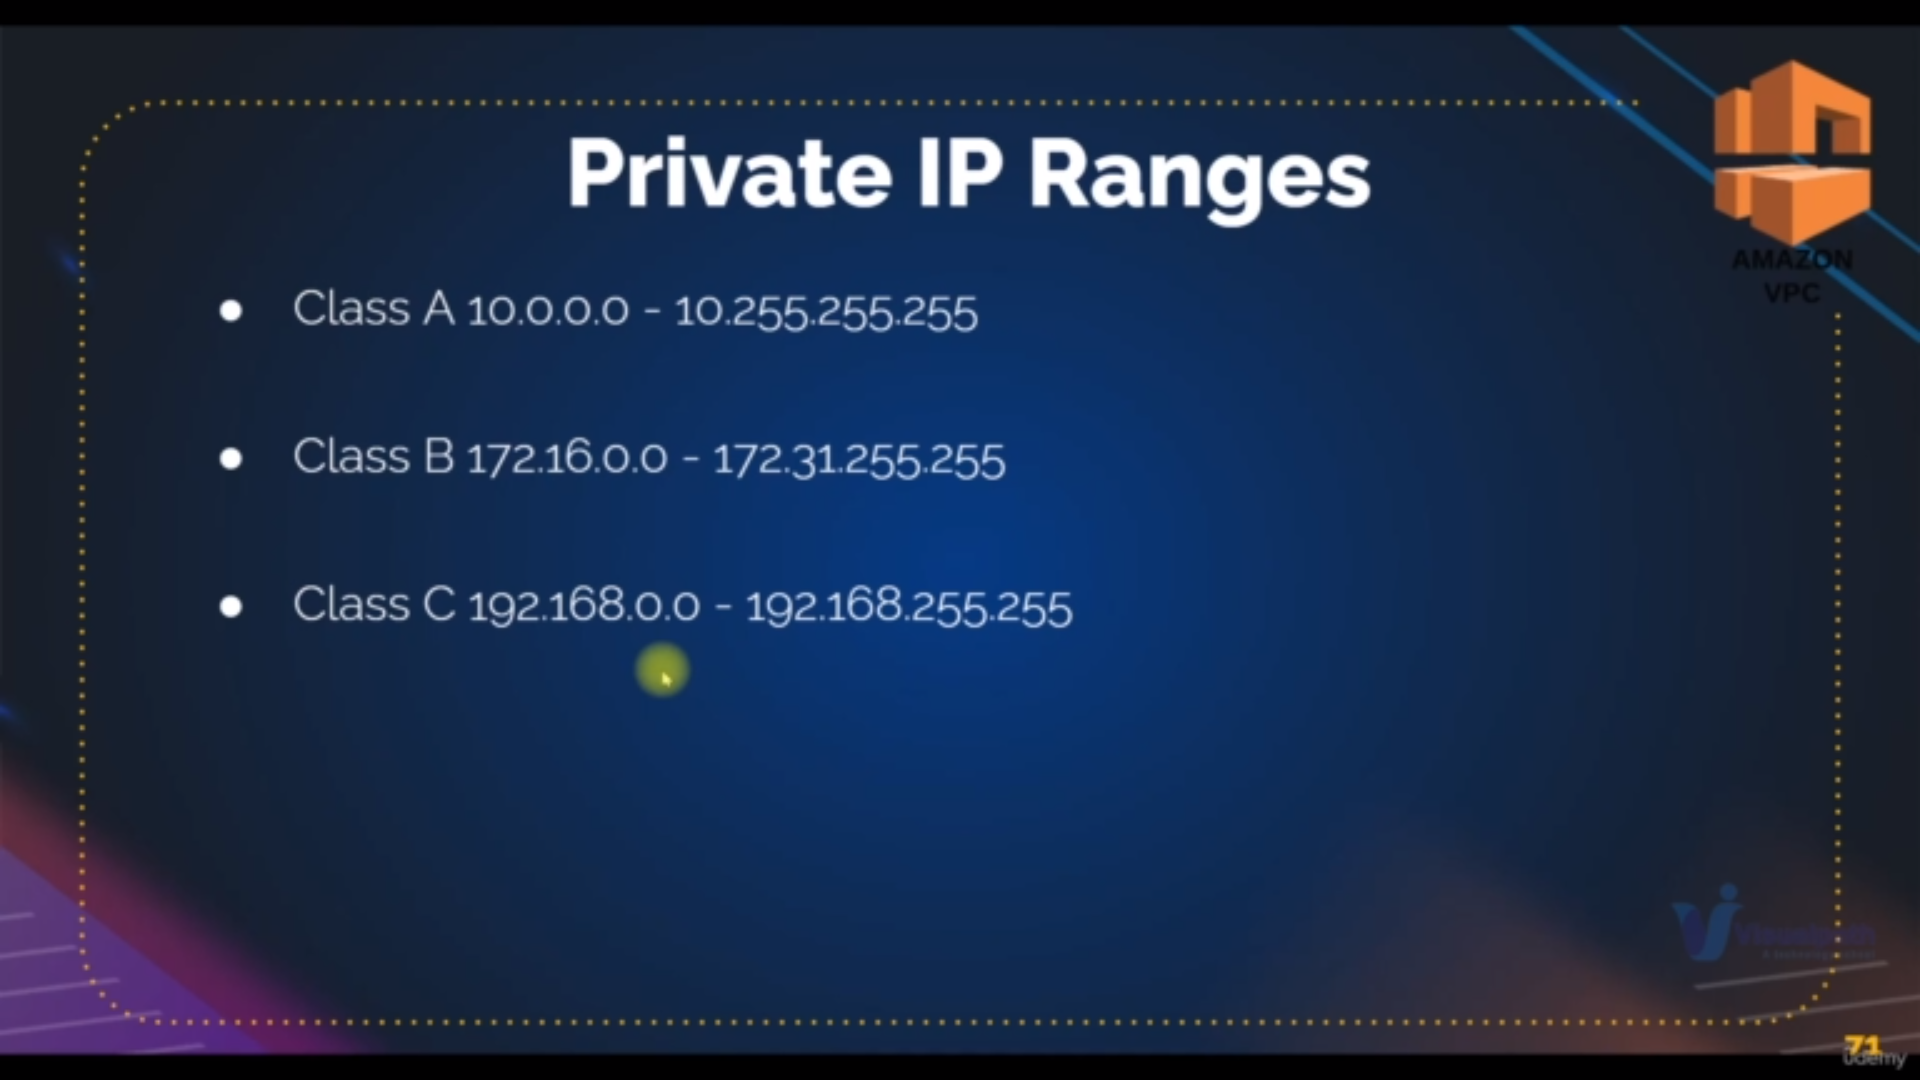 Private IP Ranges
AMAZON
VPC
Class A 10.0.0.0 - 10.255.255.255
Class B 172.16.0.0 - 172.31.255.255
Class C 192.168.0.0 - 192.168.255.255
71
ûdemy